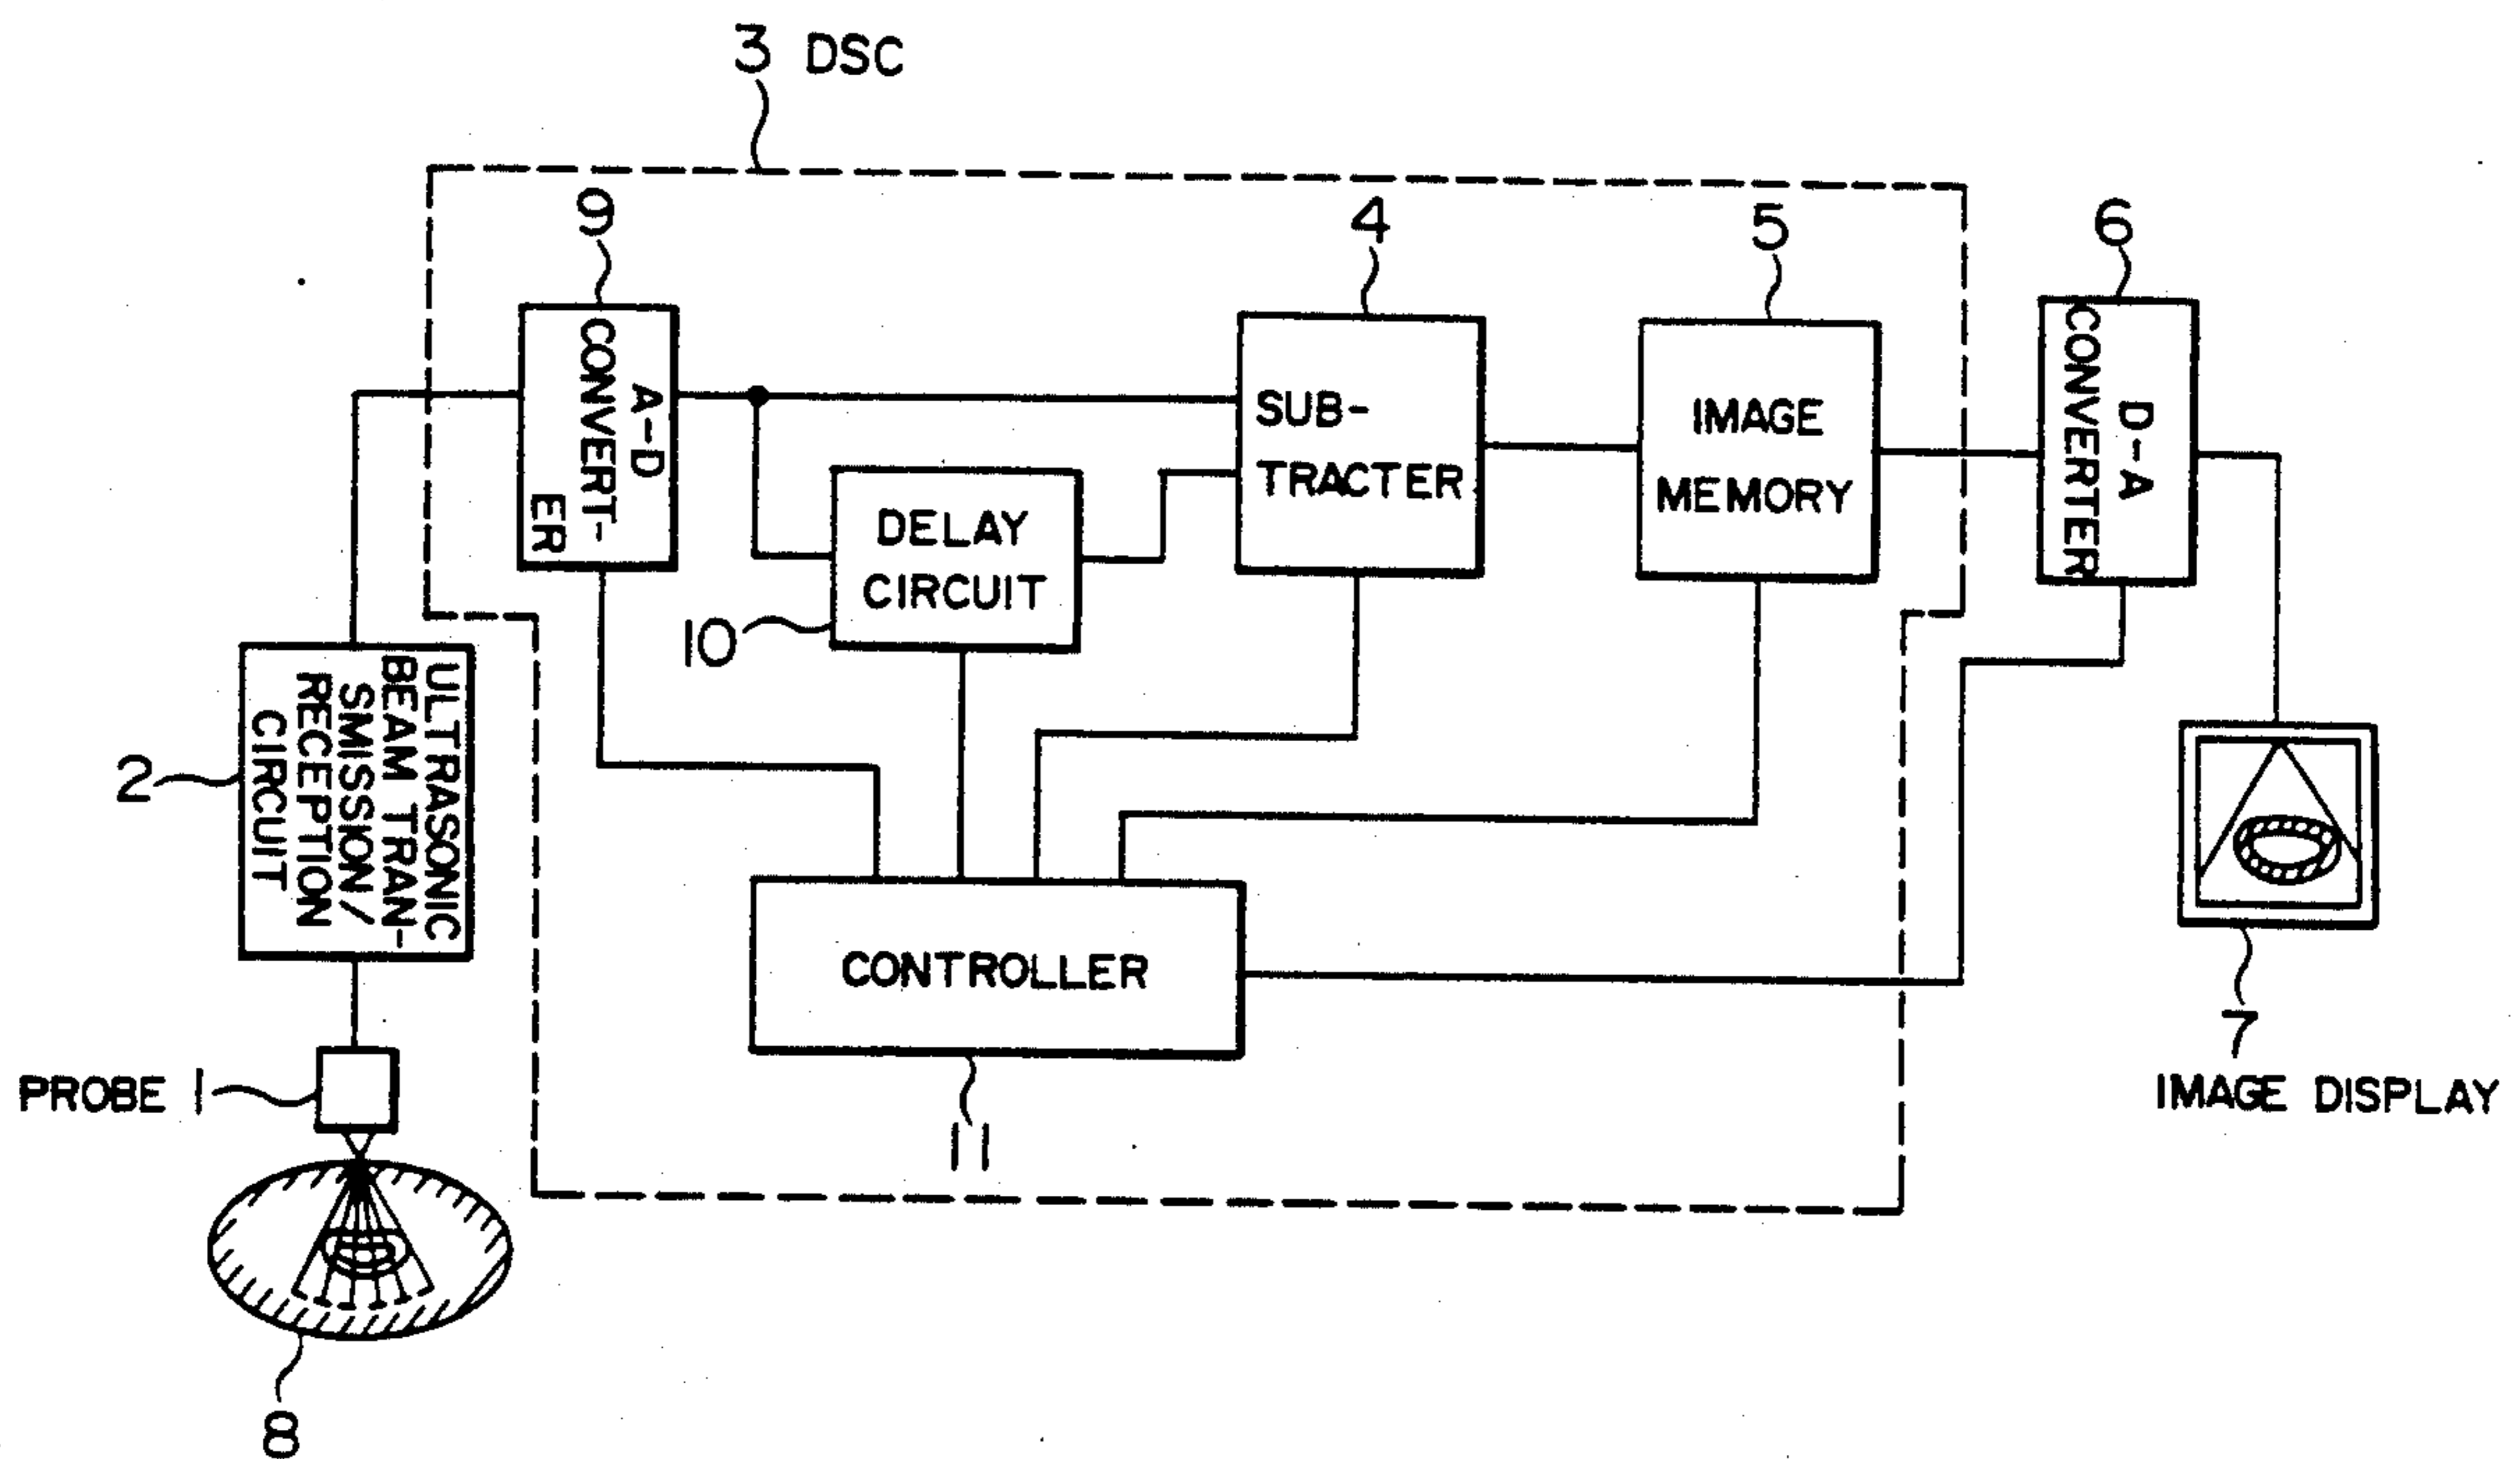 3 DSC
9
4
5
6
A-D
CONVERT-
ER
SUB-
TRACTER
IMAGE
MEMORY
D-A
CONVERTER
DELAY
CIRCUIT
10
ULTRASONIC
BEAM TRAN-
SMISSION/
RECEPTION
CIRCUIT
2
CONTROLLER
11
7
IMAGE DISPLAY
PROBE 1
8